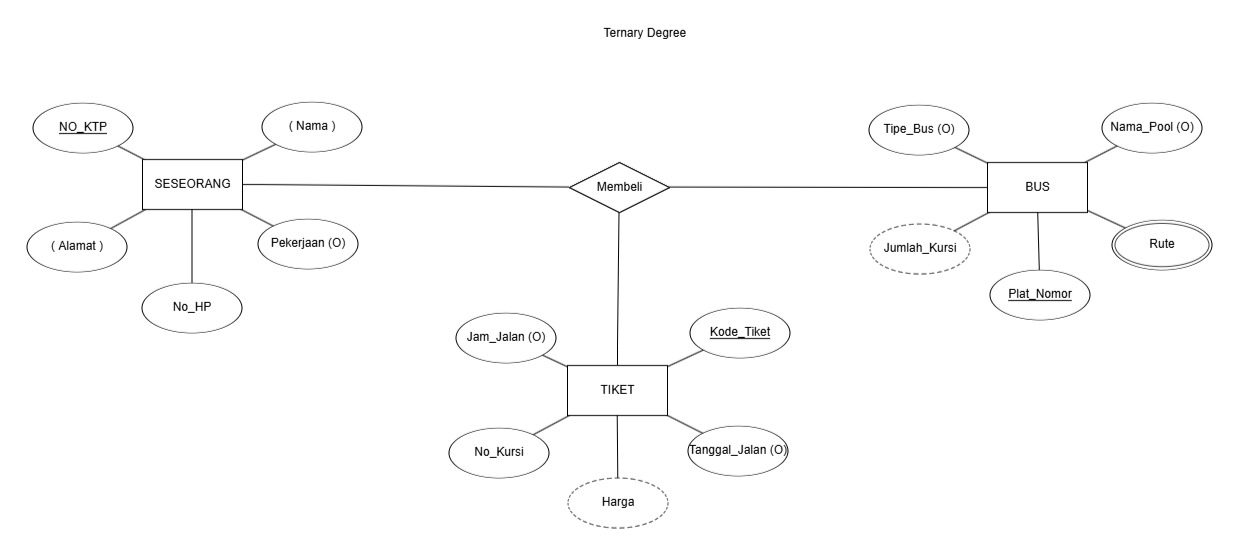 Ternary Degree
NO_KTP
( Nama )
SESEORANG
( Alamat )
Pekerjaan (O)
No_HP
Membeli
Tipe_Bus (O)
Nama_Pool (O)
BUS
Jumlah_Kursi
Rute
Plat_Nomor
Jam_Jalan (O)
Kode_Tiket
TIKET
No_Kursi
Tanggal_Jalan (O)
Harga